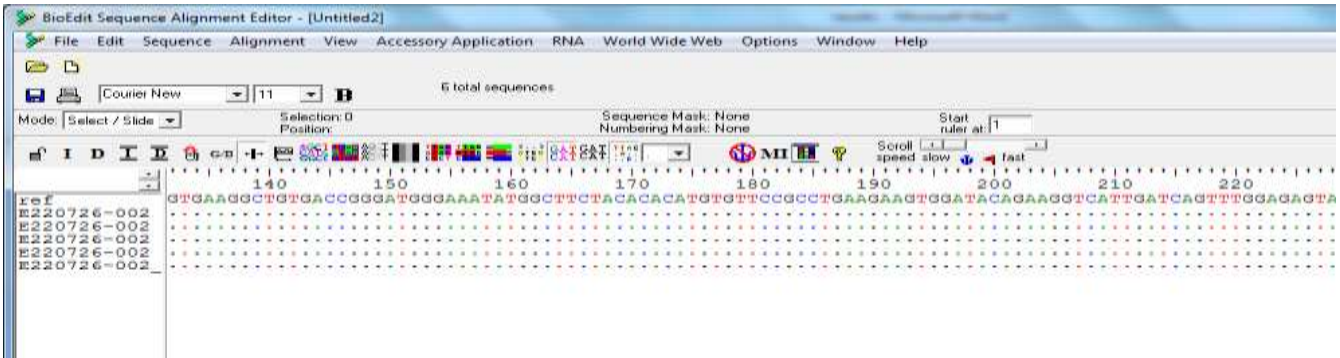 BioEdit Sequence Alignment Editor - [Untitled2]
File Edit Sequence Alignment View Accessory Application RNA World Wide Web Options Window Help
Courier New 11 B 6 total sequences
Mode: Select / Slide Selection: 0 Position: Sequence Mask: None Numbering Mask: None Start ruler at: 1
I D I D G/D MI Scroll speed slow fast
140 150 160 170 180 190 200 210 220
ref GTGAAGGCTGTGACCGGGATGGGAAATATGGCTTCTACACACATGTGTTCCGCCTGAAGAAGTGGATACAGAAGGTCATTGATCAGTTTGGAGAGTA
E220726-002
E220726-002
E220726-002
E220726-002
E220726-002_